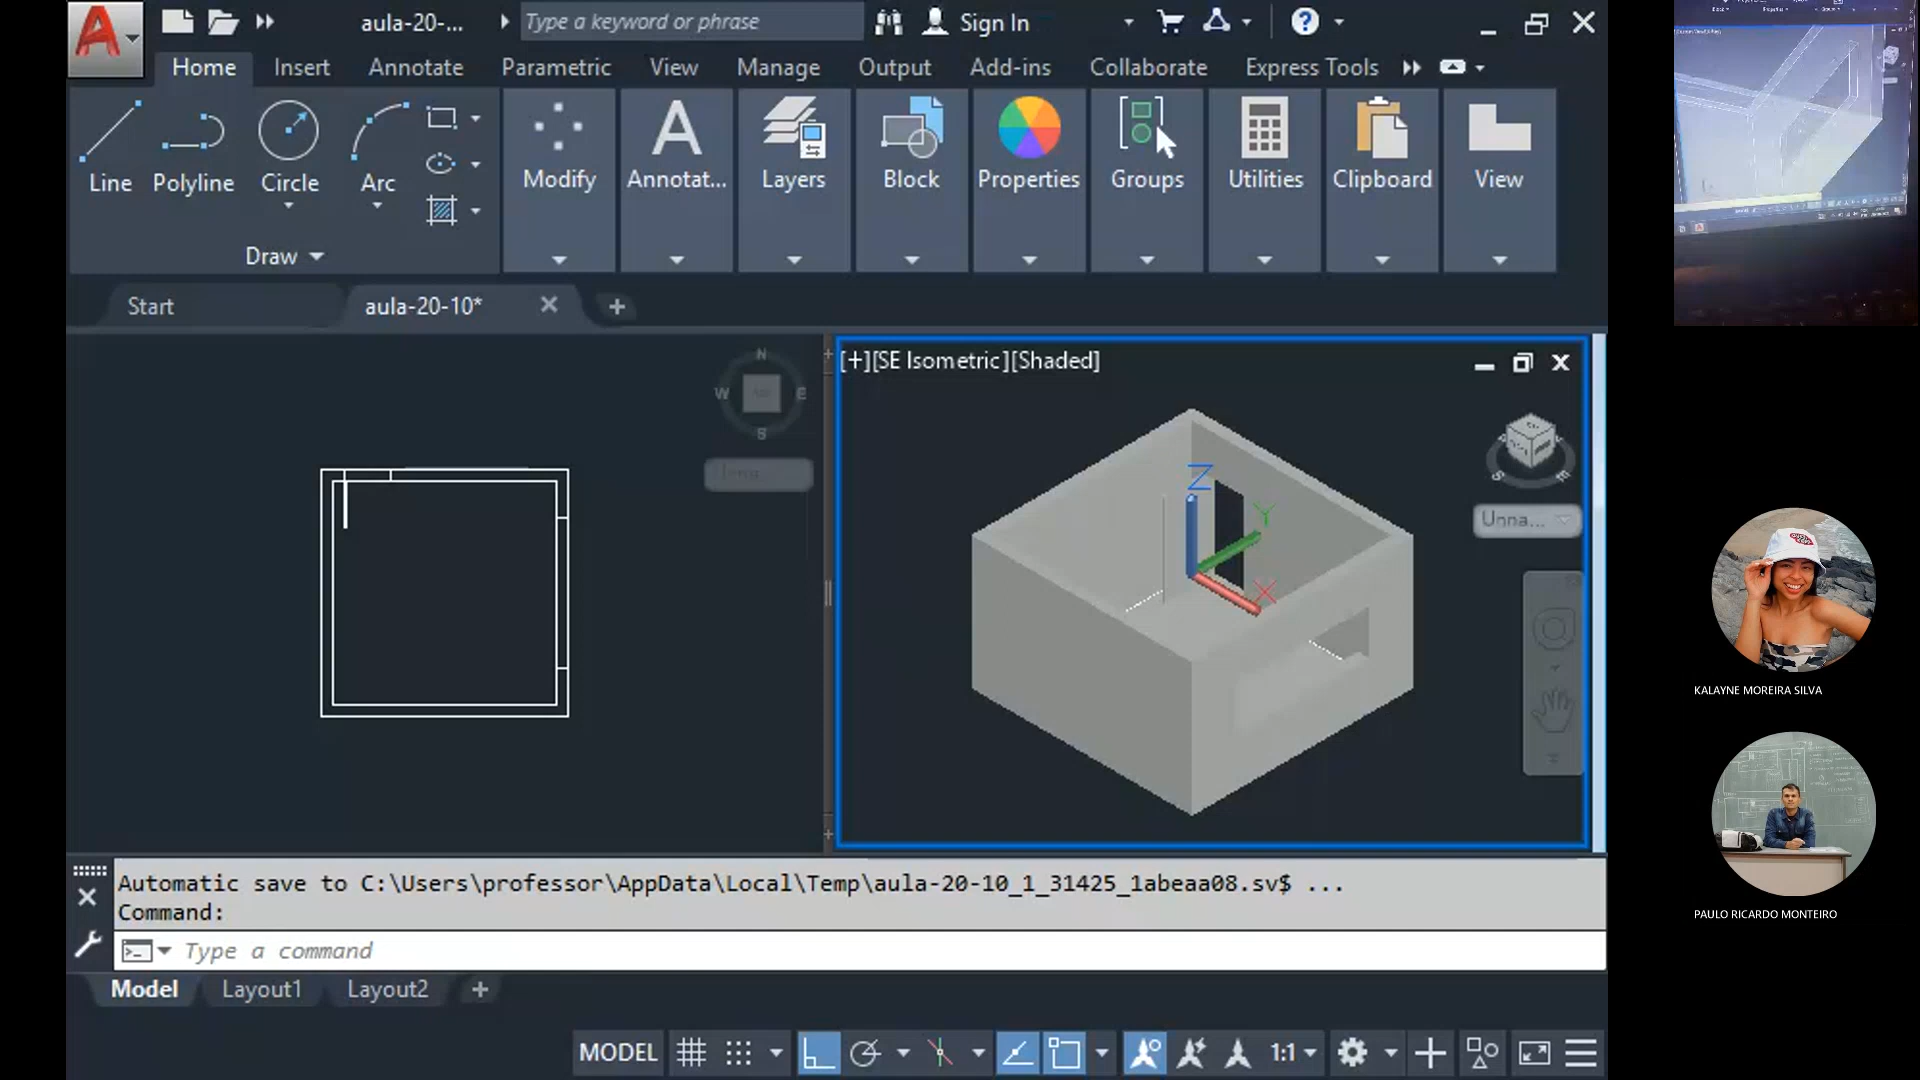 aula-20-...
Type a keyword or phrase
Sign In
Home
Insert
Annotate
Parametric
View
Manage
Output
Add-ins
Collaborate
Express Tools
Line
Polyline
Circle
Arc
Draw
Modify
Annotat...
Layers
Block
Properties
Groups
Utilities
Clipboard
View
Start
aula-20-10*
N
W
E
S
[+][SE Isometric][Shaded]
Z
Y
X
Unna...
Automatic save to C:\Users\professor\AppData\Local\Temp\aula-20-10_1_31425_1abeaa08.sv$ ...
Command:
Type a command
Model
Layout1
Layout2
MODEL
1:1
KALAYNE MOREIRA SILVA
PAULO RICARDO MONTEIRO